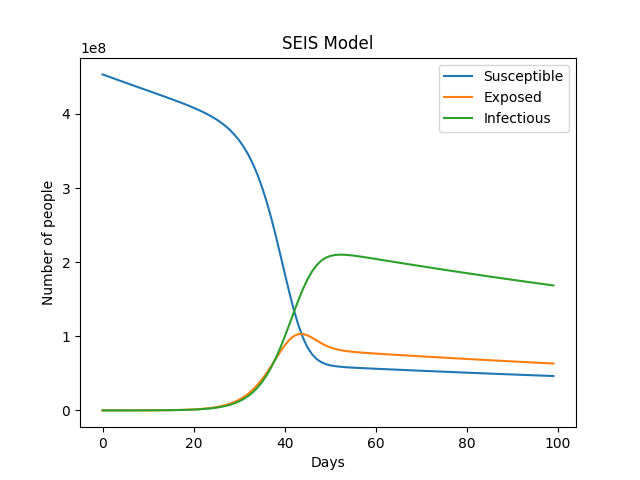 SEIS Model
1e8
Susceptible
Exposed
Infectious
4
3
2
1
0
Number of people
0 20 40 60 80 100
Days